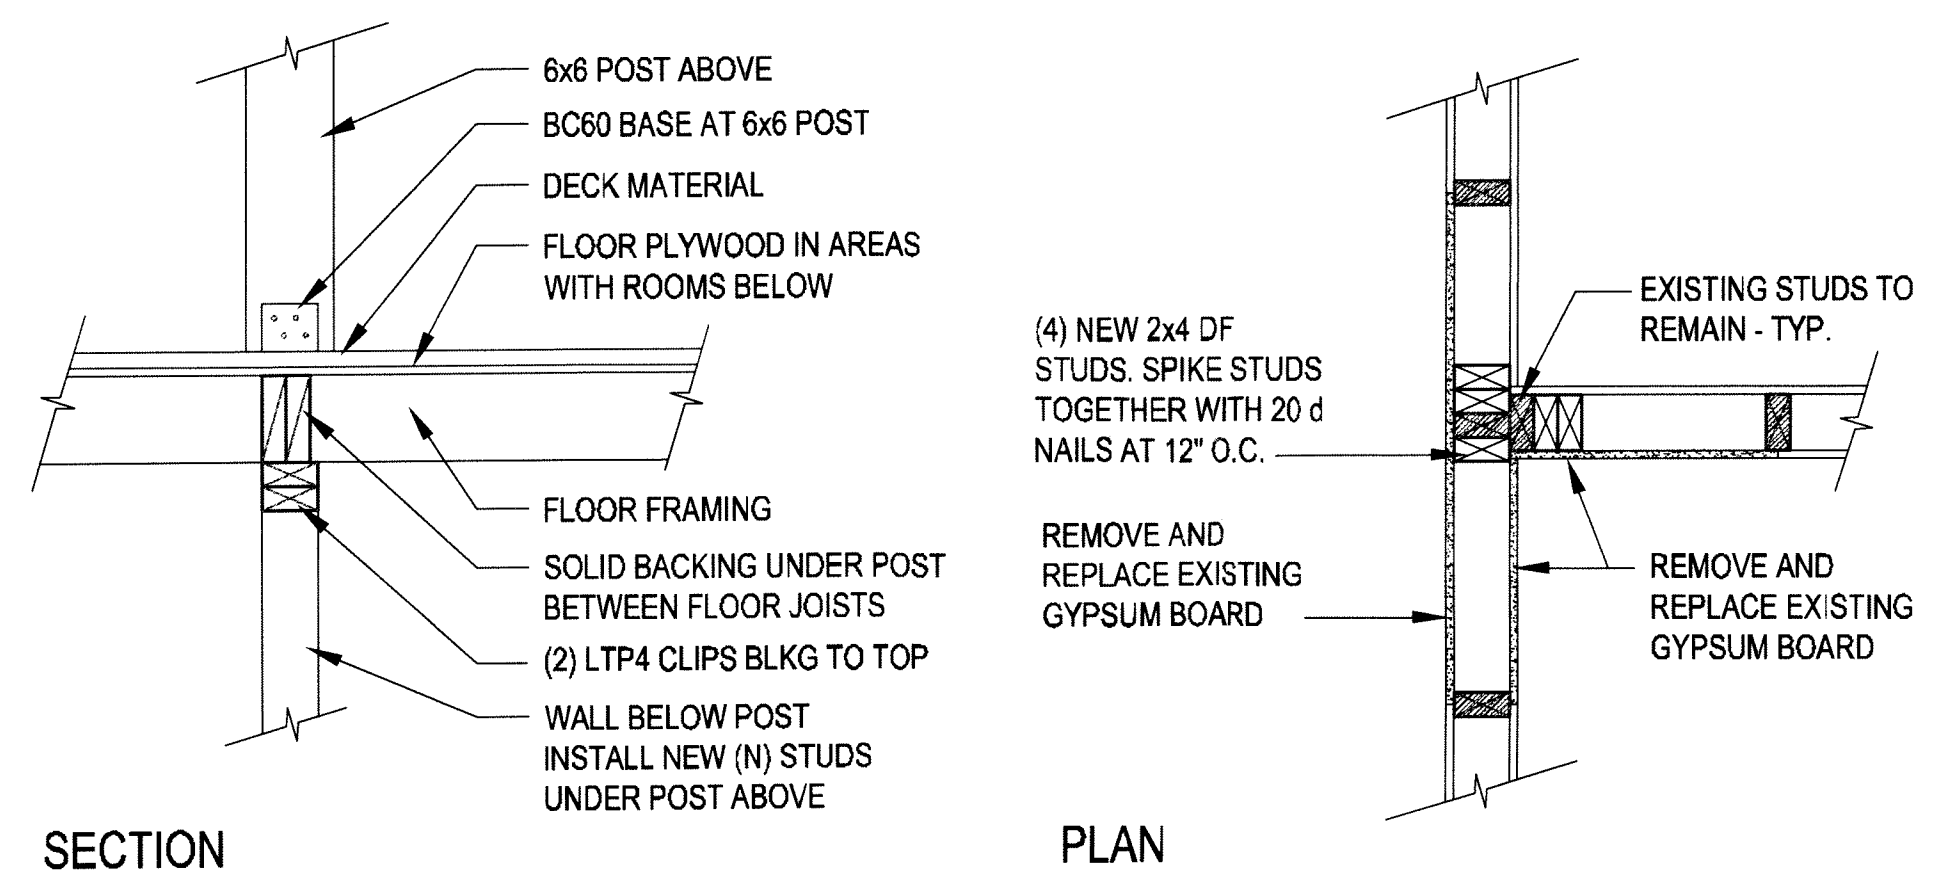 6x6 POST ABOVE
BC60 BASE AT 6x6 POST
DECK MATERIAL
FLOOR PLYWOOD IN AREAS
WITH ROOMS BELOW
FLOOR FRAMING
SOLID BACKING UNDER POST
BETWEEN FLOOR JOISTS
(2) LTP4 CLIPS BLKG TO TOP
WALL BELOW POST
INSTALL NEW (N) STUDS
UNDER POST ABOVE
SECTION
EXISTING STUDS TO
REMAIN - TYP.
(4) NEW 2x4 DF
STUDS. SPIKE STUDS
TOGETHER WITH 20 d
NAILS AT 12" O.C.
REMOVE AND
REPLACE EXISTING
GYPSUM BOARD
REMOVE AND
REPLACE EXISTING
GYPSUM BOARD
PLAN